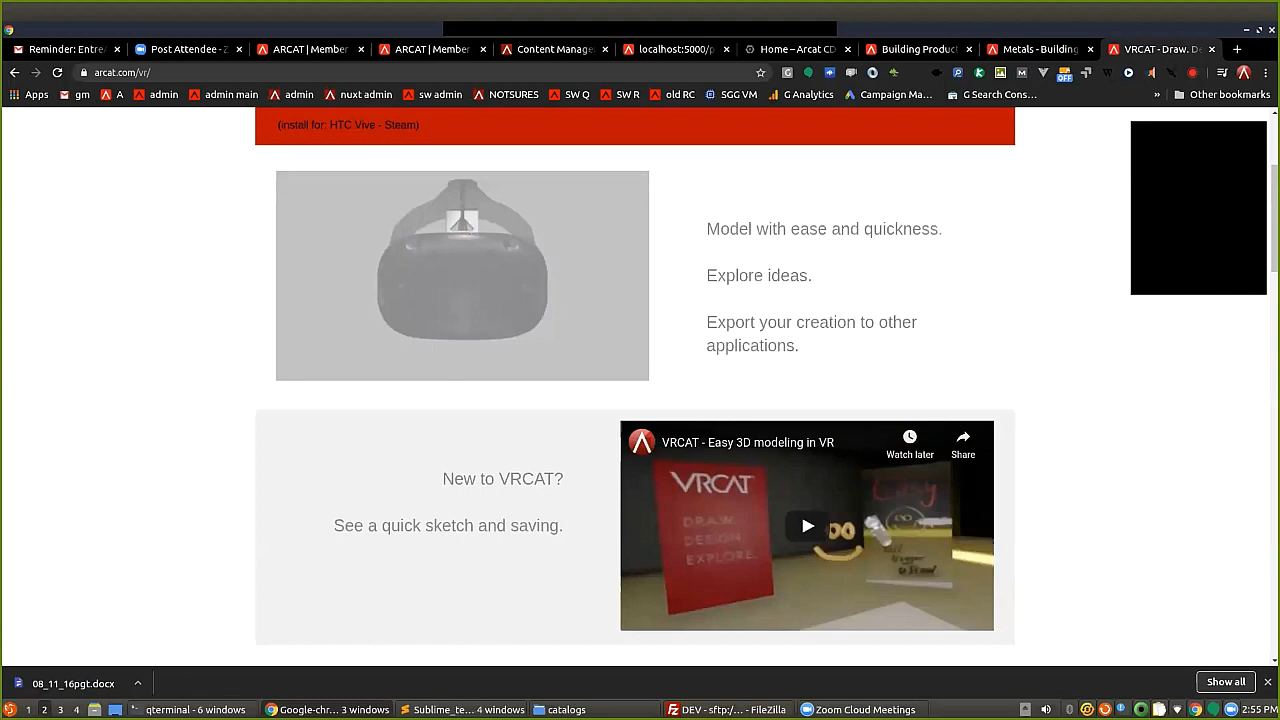 Reminder: Entre
Post Attendee - Z
ARCAT | Member
ARCAT | Member
Content Manage
localhost:5000/p
Home – Arcat CD
Building Product
Metals - Building
VRCAT - Draw. De
arcat.com/vr/
Apps
gm
A
admin
admin main
admin
nuxt admin
sw admin
NOTSURES
SW Q
SW R
old RC
SGG VM
G Analytics
Campaign Ma...
G Search Cons...
»
Other bookmarks
OFF
(install for: HTC Vive - Steam)
Model with ease and quickness.
Explore ideas.
Export your creation to other
applications.
New to VRCAT?
See a quick sketch and saving.
VRCAT - Easy 3D modeling in VR
Watch later
Share
VRCAT
DRAW.
DESIGN.
EXPLORE.
Easy
08_11_16pgt.docx
Show all
1 2 3 4
qterminal - 6 windows
Google-chr... 3 windows
Sublime_te... 4 windows
catalogs
DEV - sftp:/... - FileZilla
Zoom Cloud Meetings
2:55 PM